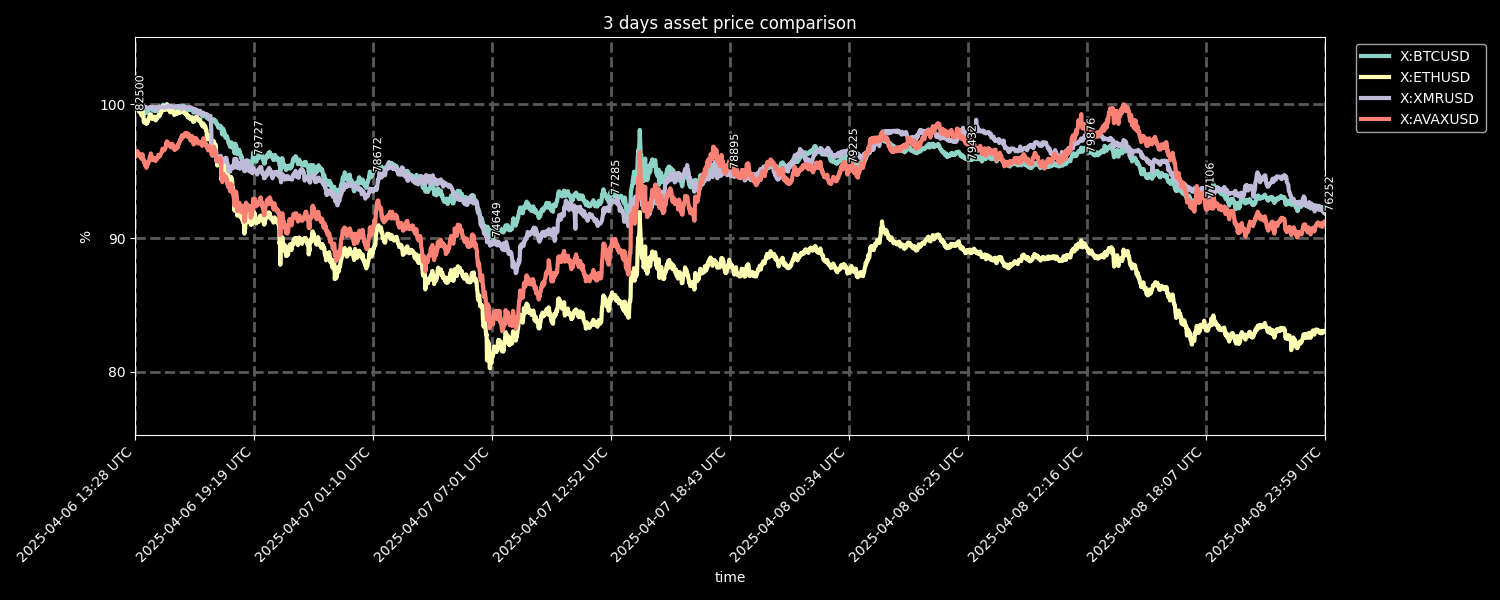 3 days asset price comparison
X:BTCUSD
X:ETHUSD
X:XMRUSD
X:AVAXUSD
100
90
80
%
82500
79727
78672
74649
77285
78895
79225
79432
79876
77106
76252
2025-04-06 13:28 UTC
2025-04-06 19:19 UTC
2025-04-07 01:10 UTC
2025-04-07 07:01 UTC
2025-04-07 12:52 UTC
2025-04-07 18:43 UTC
2025-04-08 00:34 UTC
2025-04-08 06:25 UTC
2025-04-08 12:16 UTC
2025-04-08 18:07 UTC
2025-04-08 23:59 UTC
time